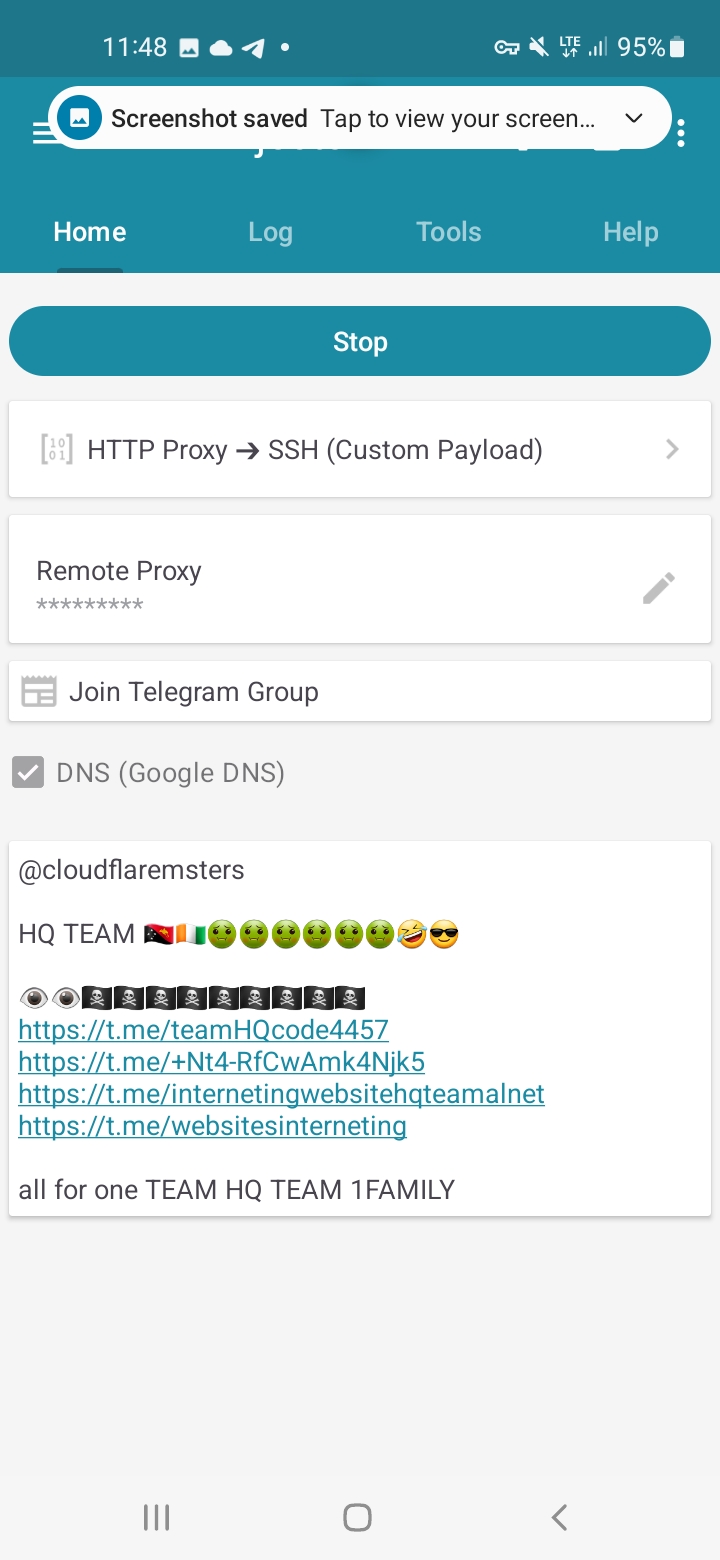 11:48
LTE 95%
Screenshot saved Tap to view your screen...
Home Log Tools Help
Stop
HTTP Proxy ➔ SSH (Custom Payload)
Remote Proxy
*********
Join Telegram Group
DNS (Google DNS)
@cloudflaremsters
HQ TEAM 🇵🇬🇨🇮🤢🤢🤢🤢🤢🤢🤣😎
👁👁🏴‍☠️🏴‍☠️🏴‍☠️🏴‍☠️🏴‍☠️🏴‍☠️🏴‍☠️🏴‍☠️🏴‍☠️
https://t.me/teamHQcode4457
https://t.me/+Nt4-RfCwAmk4Njk5
https://t.me/internetingwebsitehqteamalnet
https://t.me/websitesinterneting
all for one TEAM HQ TEAM 1FAMILY